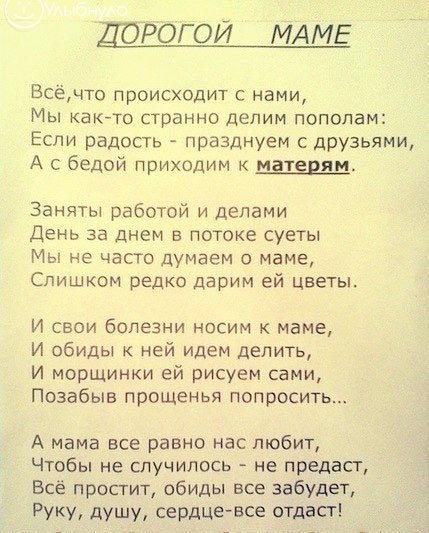 Улыбнуло
ДОРОГОЙ МАМЕ
Всё,что происходит с нами,
Мы как-то странно делим пополам:
Если радость - празднуем с друзьями,
А с бедой приходим к матерям.
Заняты работой и делами
День за днем в потоке суеты
Мы не часто думаем о маме,
Слишком редко дарим ей цветы.
И свои болезни носим к маме,
И обиды к ней идем делить,
И морщинки ей рисуем сами,
Позабыв прощенья попросить...
А мама все равно нас любит,
Чтобы не случилось - не предаст,
Всё простит, обиды все забудет,
Руку, душу, сердце-все отдаст!